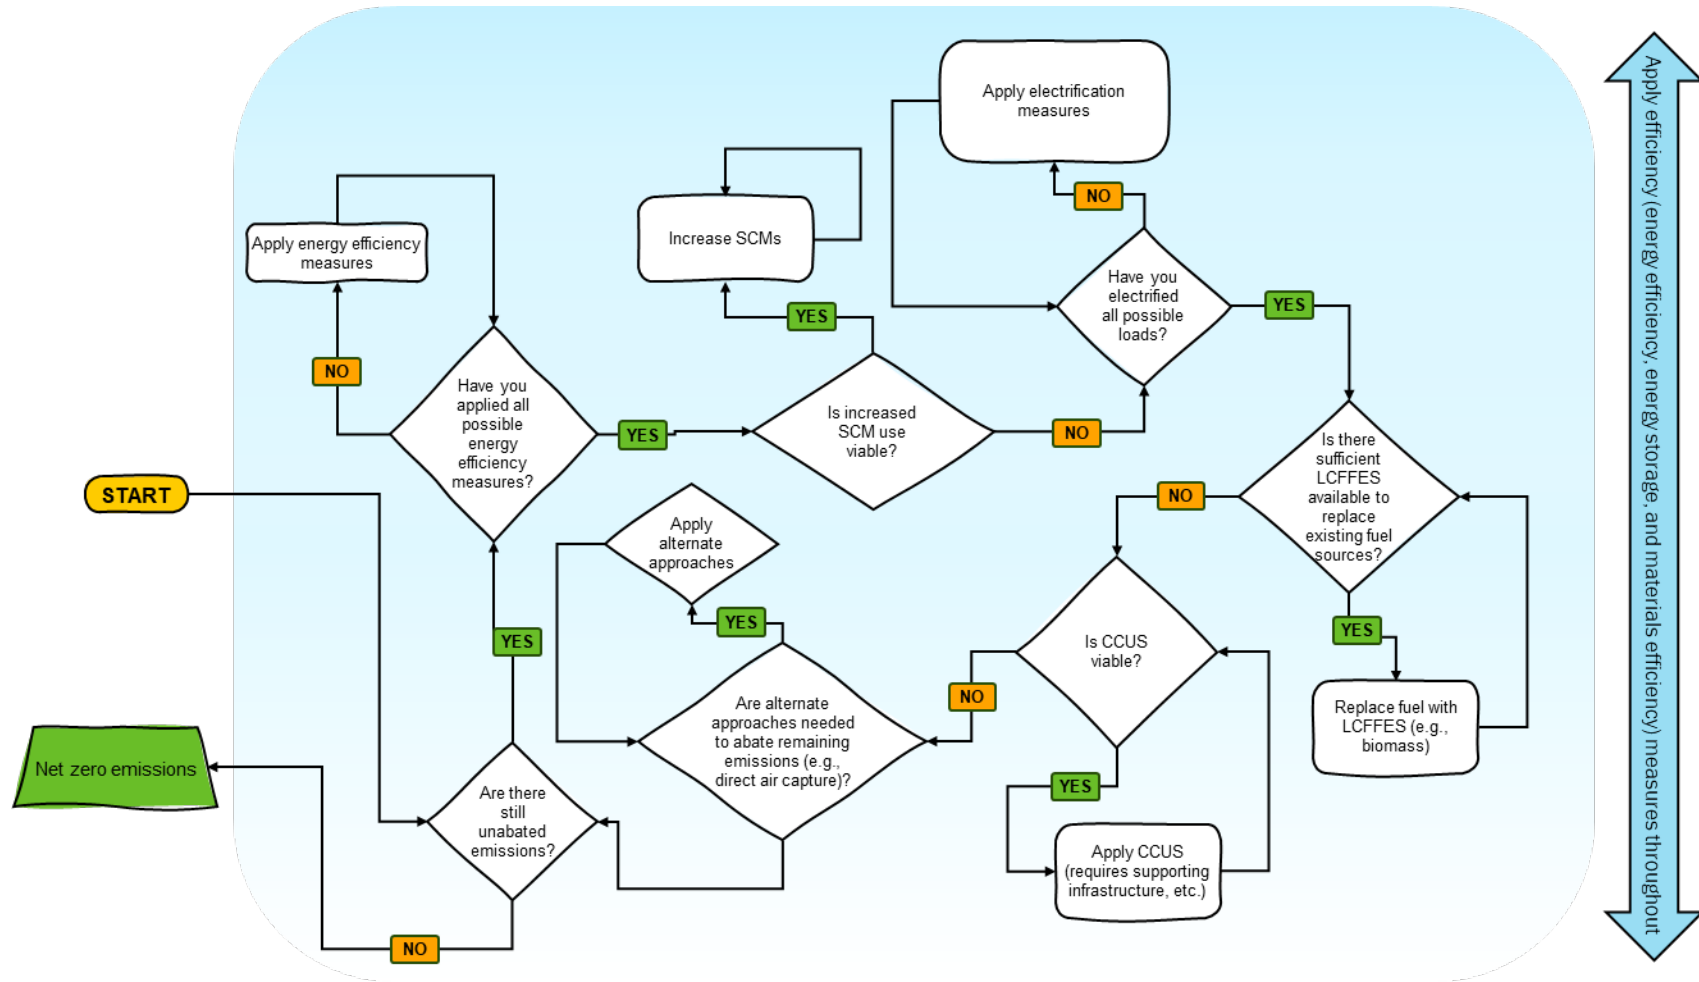 Apply electrification
measures
NO
Increase SCMs
Apply energy efficiency
measures
Have you
electrified
all possible
loads?
YES
YES
NO
Have you
applied all
possible
energy
efficiency
measures?
YES
Is increased
SCM use
viable?
NO
Is there
sufficient
LCFFES
available to
replace
existing fuel
sources?
NO
YES
START
Apply
alternate
approaches
YES
YES
Is CCUS
viable?
NO
YES
Replace fuel with
LCFFES (e.g.,
biomass)
Are alternate
approaches needed
to abate remaining
emissions (e.g.,
direct air capture)?
Net zero emissions
Are there
still
unabated
emissions?
NO
Apply CCUS
(requires supporting
infrastructure, etc.)
Apply efficiency (energy efficiency, energy storage, and materials efficiency) measures throughout